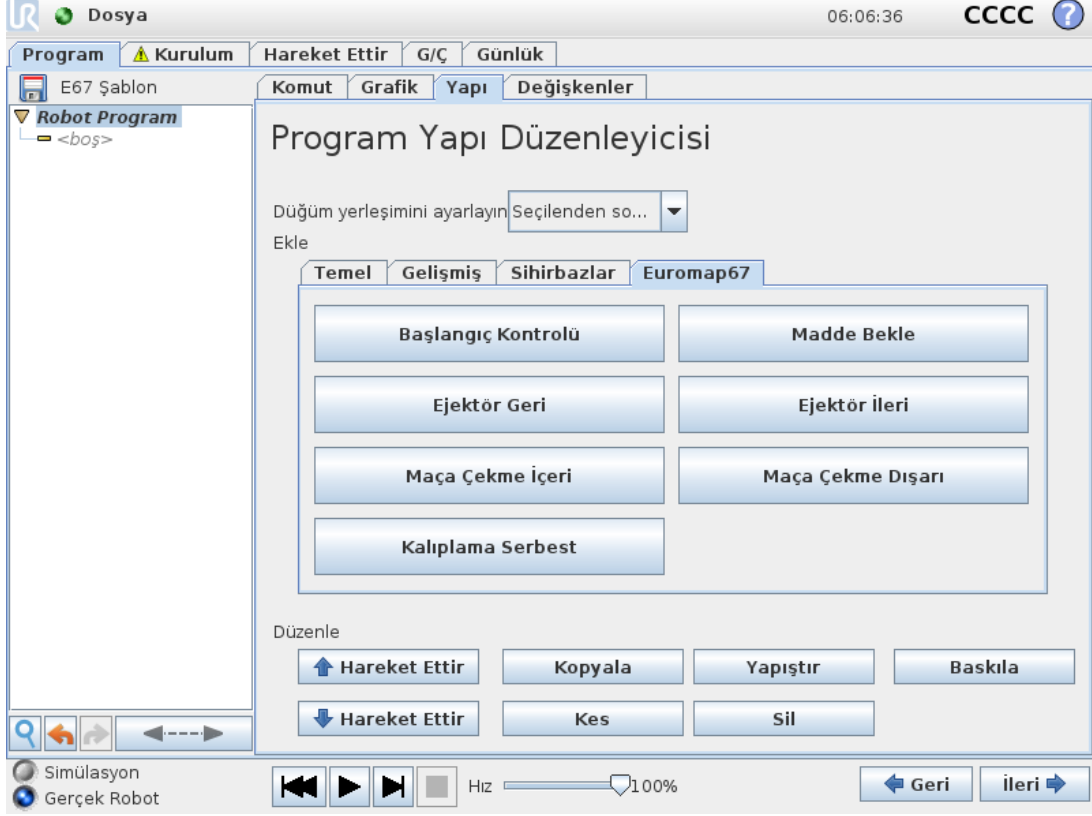 UR Dosya 06:06:36 CCCC ?
Program Kurulum Hareket Ettir G/Ç Günlük
E67 Şablon Komut Grafik Yapı Değişkenler
Robot Program
<boş>
Program Yapı Düzenleyicisi
Düğüm yerleşimini ayarlayın Seçilenden so...
Ekle
Temel Gelişmiş Sihirbazlar Euromap67
Başlangıç Kontrolü Madde Bekle
Ejektör Geri Ejektör İleri
Maça Çekme İçeri Maça Çekme Dışarı
Kalıplama Serbest
Düzenle
Hareket Ettir Kopyala Yapıştır Baskıla
Hareket Ettir Kes Sil
Simülasyon
Gerçek Robot
Hız 100% Geri İleri